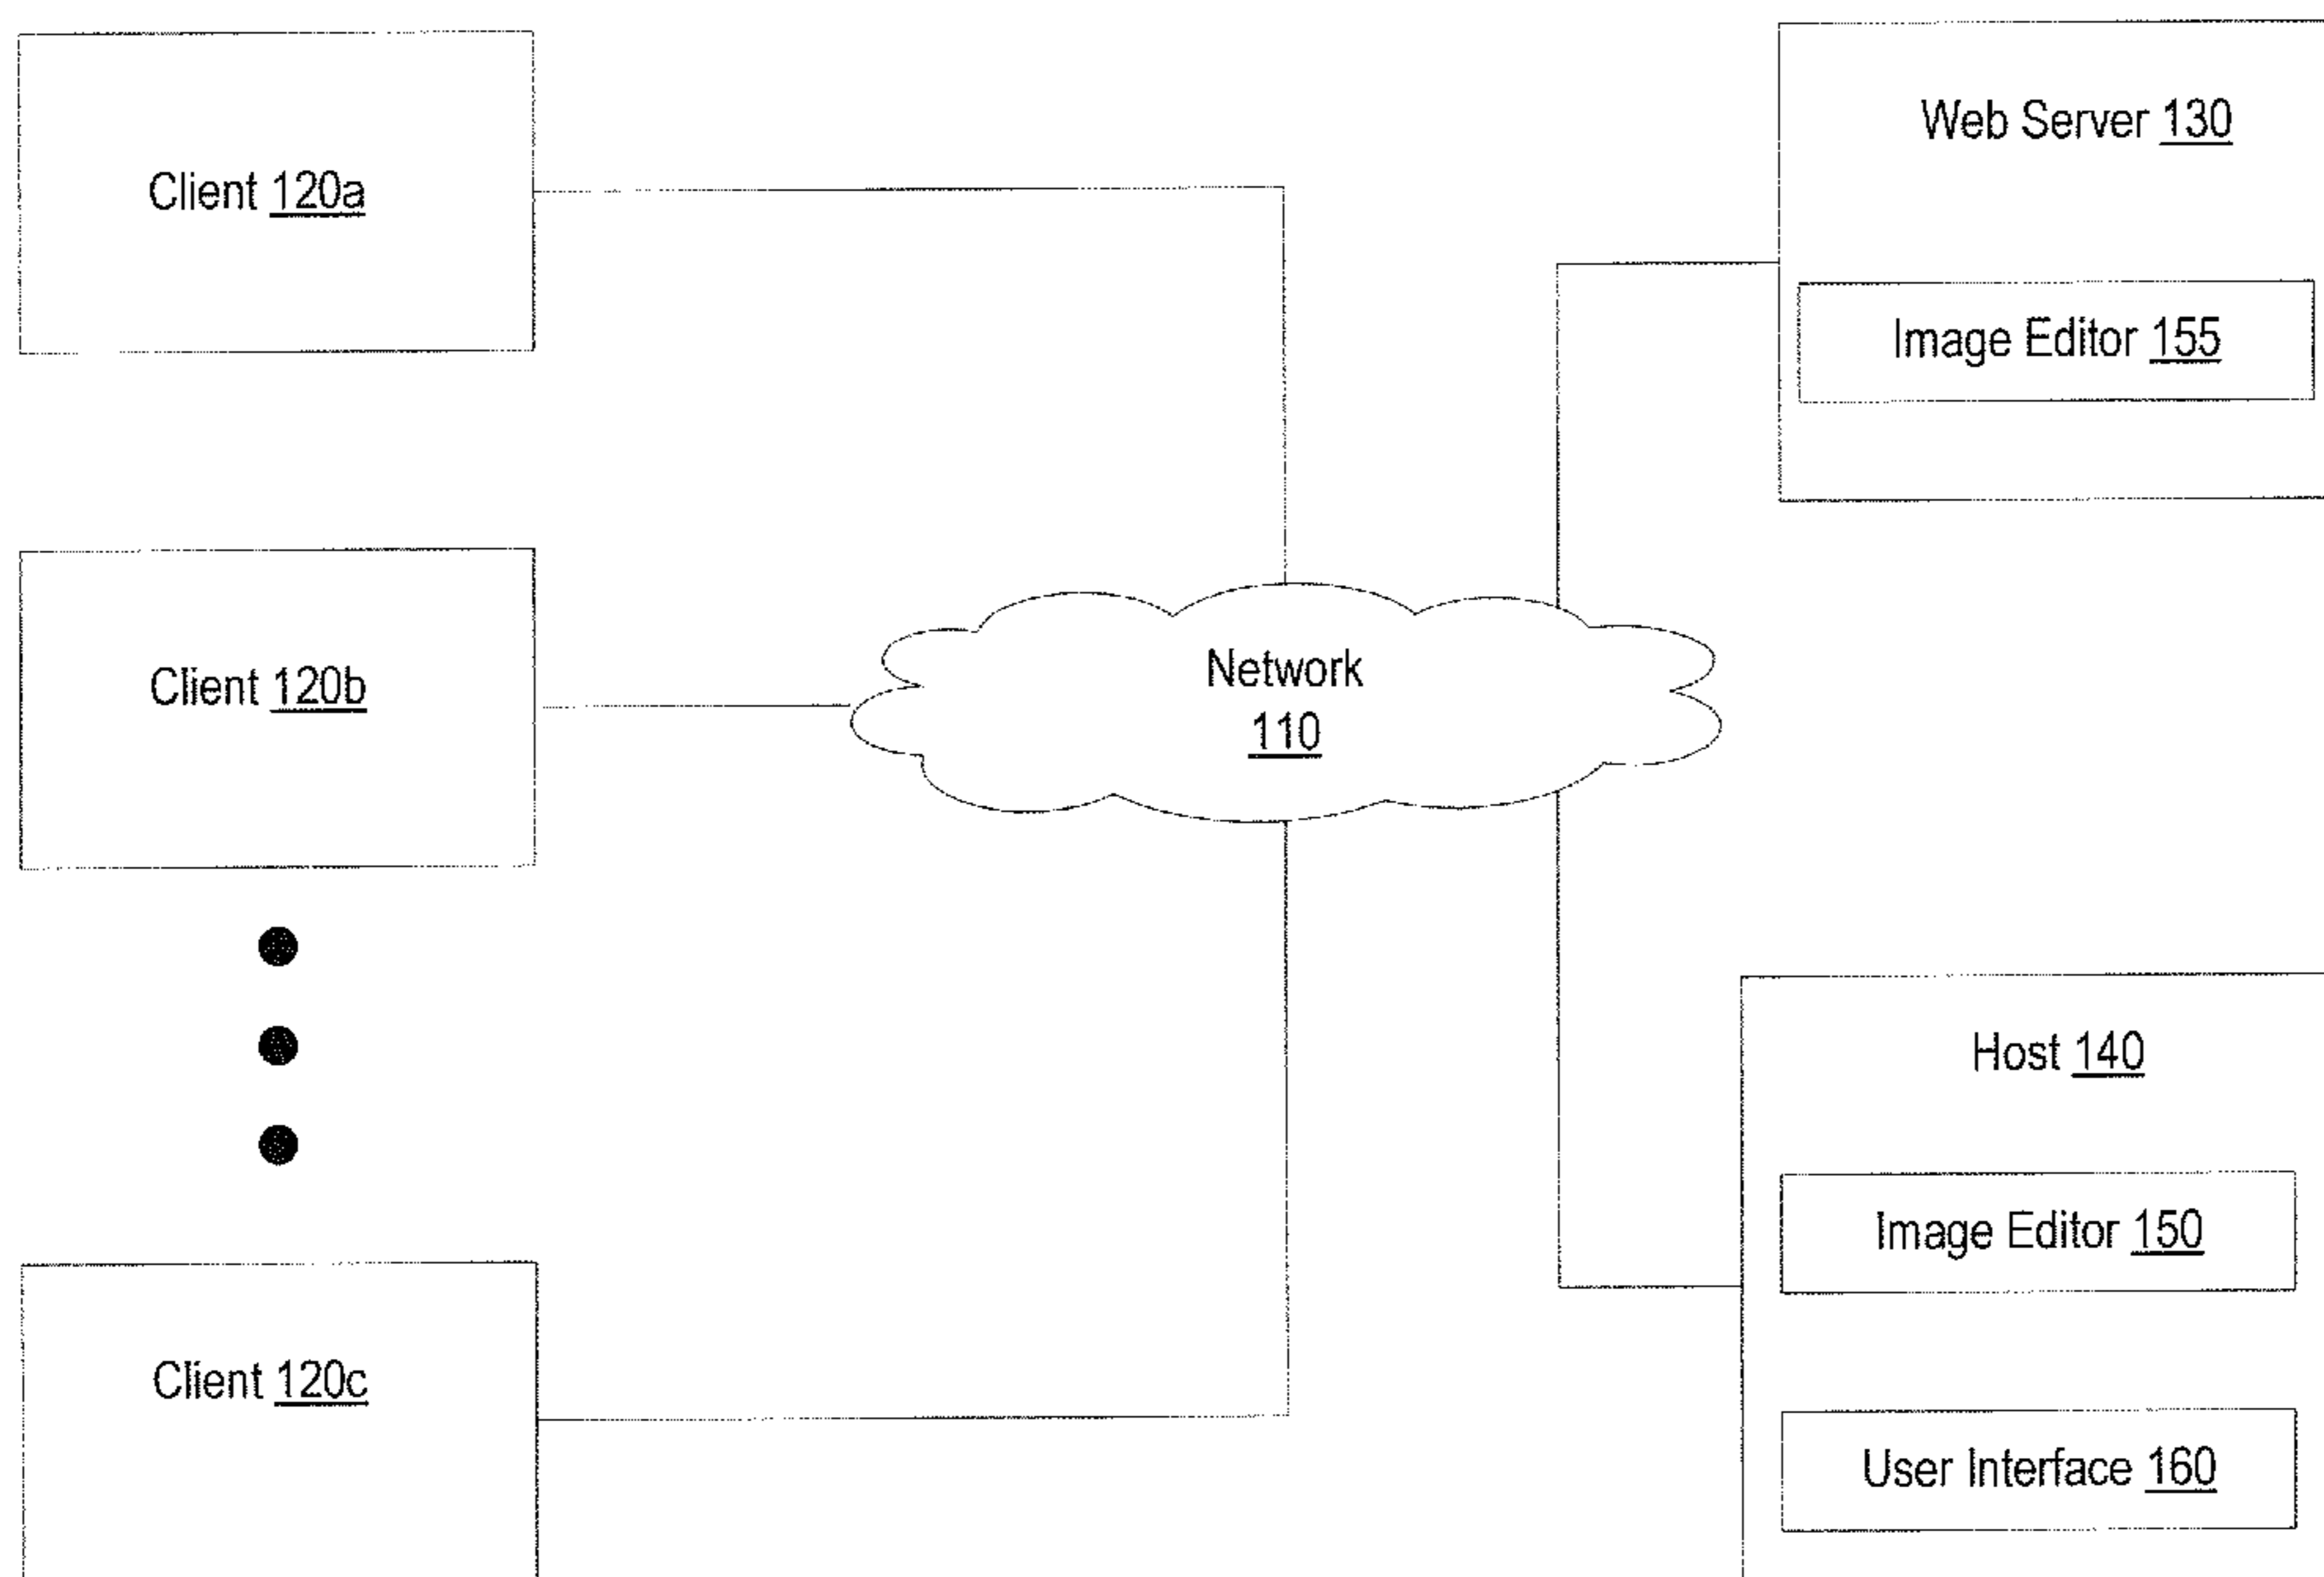 Client 120a
Web Server 130
Image Editor 155
Client 120b
Network
110
Host 140
Image Editor 150
Client 120c
User Interface 160